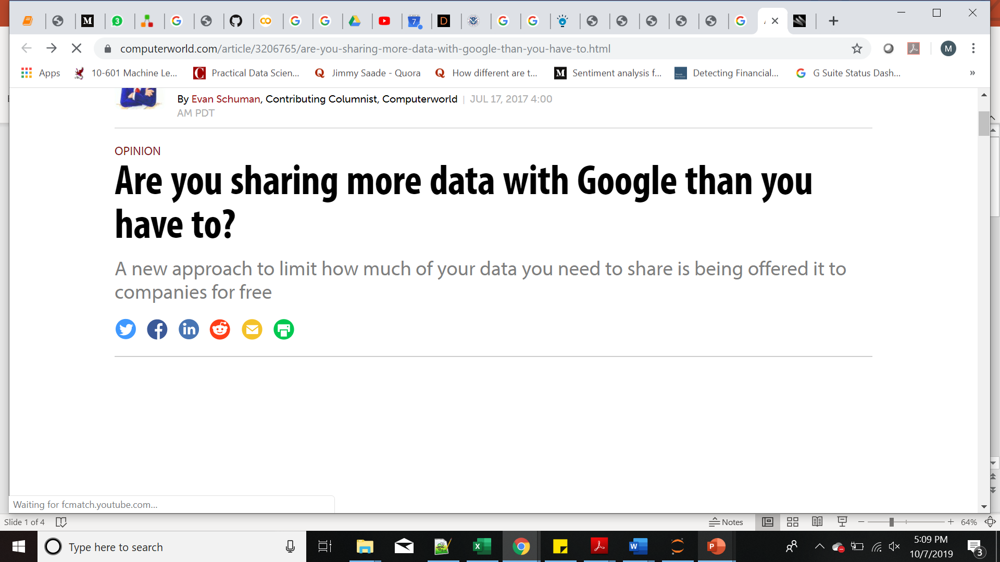 3
7
computerworld.com/article/3206765/are-you-sharing-more-data-with-google-than-you-have-to.html
M
Apps
10-601 Machine Le...
Practical Data Scien...
Jimmy Saade - Quora
How different are t...
Sentiment analysis f...
Detecting Financial...
G Suite Status Dash...
»
By Evan Schuman, Contributing Columnist, Computerworld | JUL 17, 2017 4:00
AM PDT
OPINION
Are you sharing more data with Google than you
have to?
A new approach to limit how much of your data you need to share is being offered it to
companies for free
Waiting for fcmatch.youtube.com...
Slide 1 of 4
Notes
64%
Type here to search
5:09 PM
10/7/2019
3